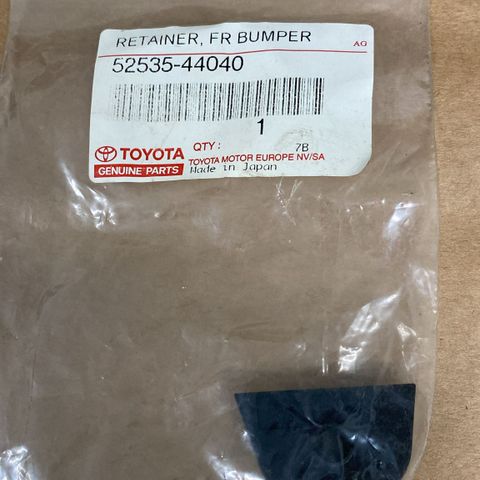 RETAINER, FR BUMPER
AG
52535-44040
1
QTY : 7B
TOYOTA
GENUINE PARTS
TOYOTA MOTOR EUROPE NV/SA
Made in Japan